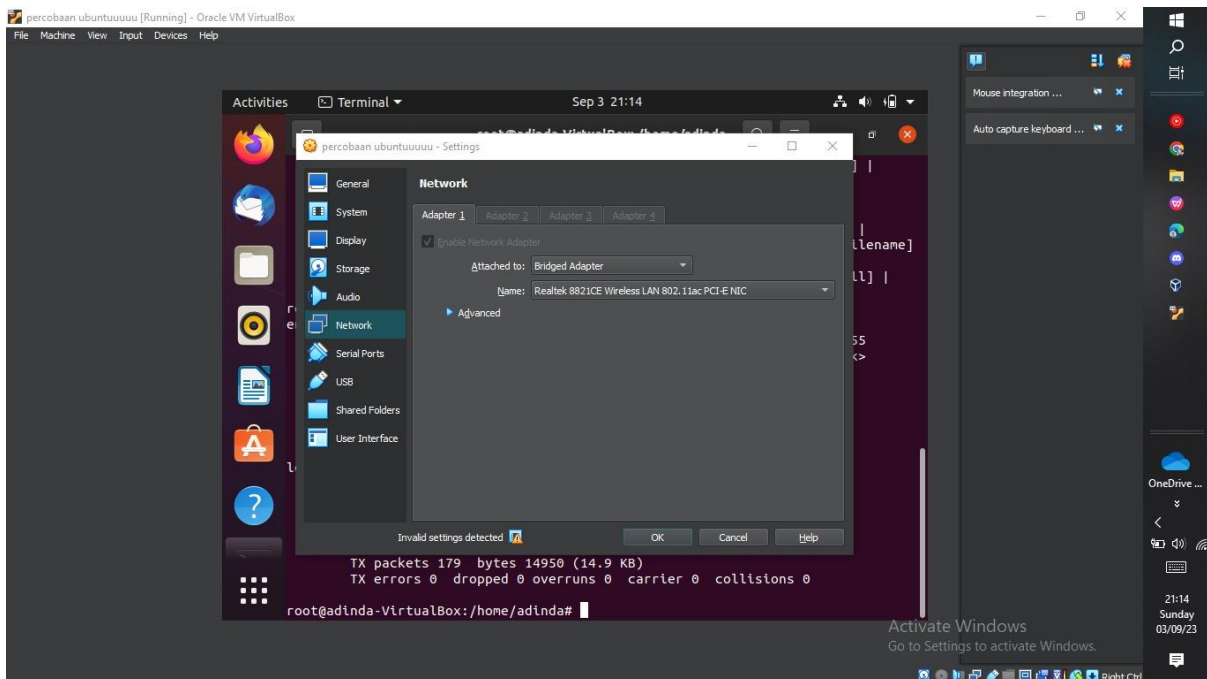 percobaan ubuntuuuuu [Running] - Oracle VM VirtualBox
File Machine View Input Devices Help
Mouse integration ...
Auto capture keyboard ...
Activities Terminal Sep 3 21:14
percobaan ubuntuuuuu - Settings
General
System
Display
Storage
Audio
Network
Serial Ports
USB
Shared Folders
User Interface
Network
Adapter 1 Adapter 2 Adapter 3 Adapter 4
Enable Network Adapter
Attached to: Bridged Adapter
Name: Realtek 8821CE Wireless LAN 802.11ac PCI-E NIC
Advanced
Invalid settings detected OK Cancel Help
] |
|
ilename]
ll] |
55
<>
TX packets 179 bytes 14950 (14.9 KB)
TX errors 0 dropped 0 overruns 0 carrier 0 collisions 0
root@adinda-VirtualBox:/home/adinda#
Activate Windows
Go to Settings to activate Windows.
Right Ctrl
OneDrive ...
21:14
Sunday
03/09/23